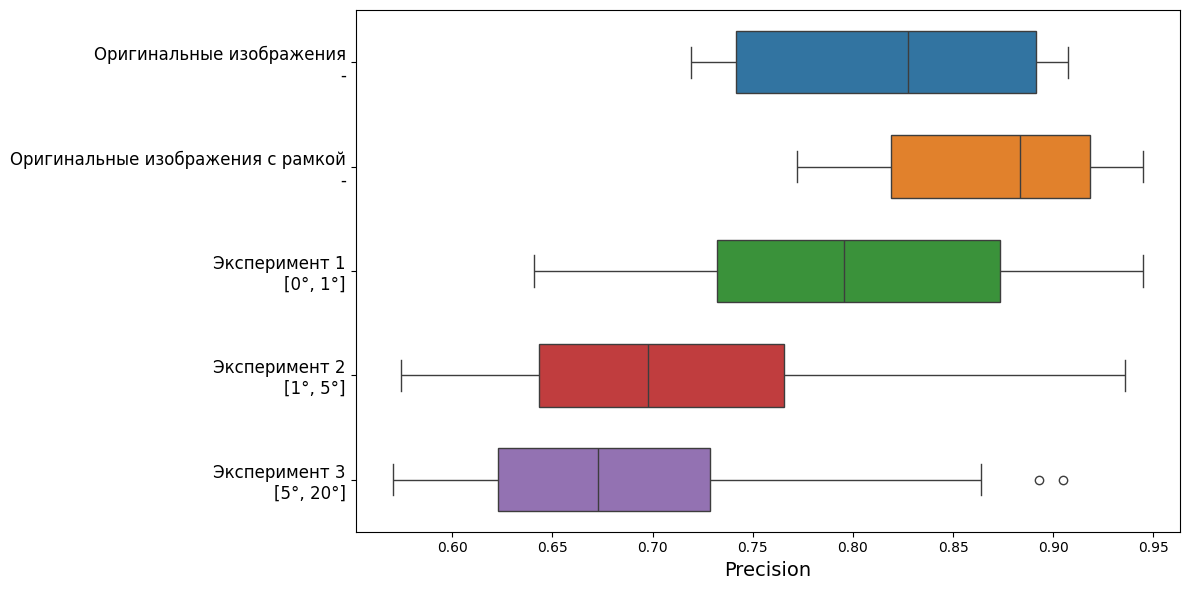 Оригинальные изображения
-
Оригинальные изображения с рамкой
-
Эксперимент 1
[0°, 1°]
Эксперимент 2
[1°, 5°]
Эксперимент 3
[5°, 20°]
0.60 0.65 0.70 0.75 0.80 0.85 0.90 0.95
Precision